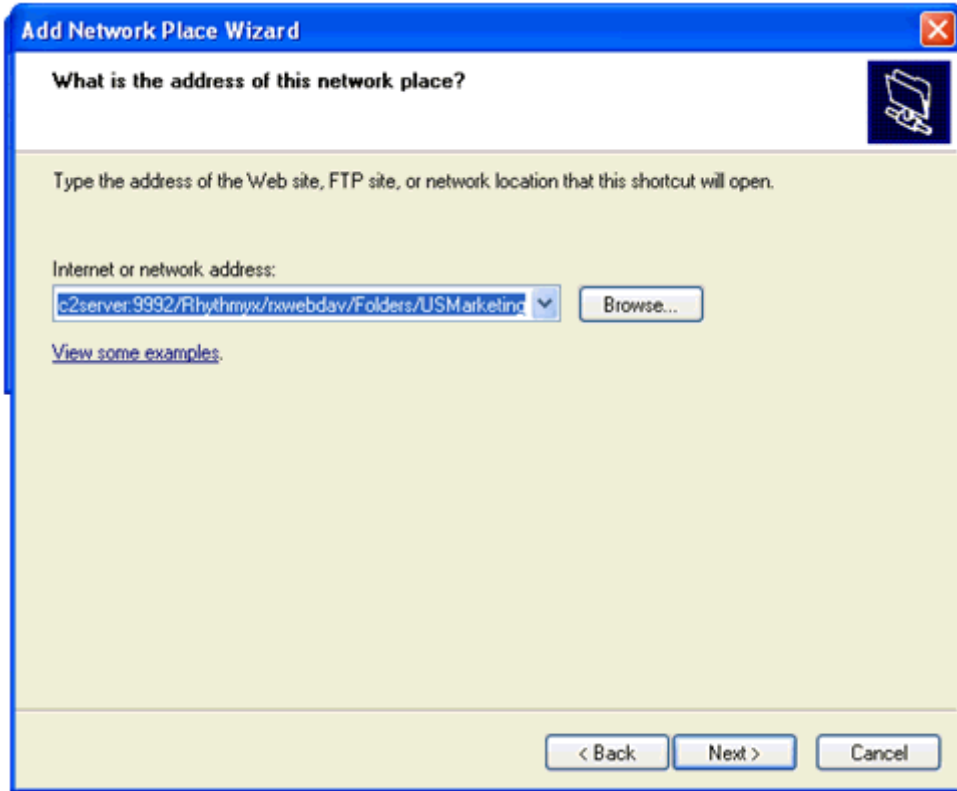 Add Network Place Wizard
What is the address of this network place?
Type the address of the Web site, FTP site, or network location that this shortcut will open.
Internet or network address:
c2server:9992/Rhythmyx/rxwebdav/Folders/USMarketing
Browse...
View some examples.
< Back
Next >
Cancel